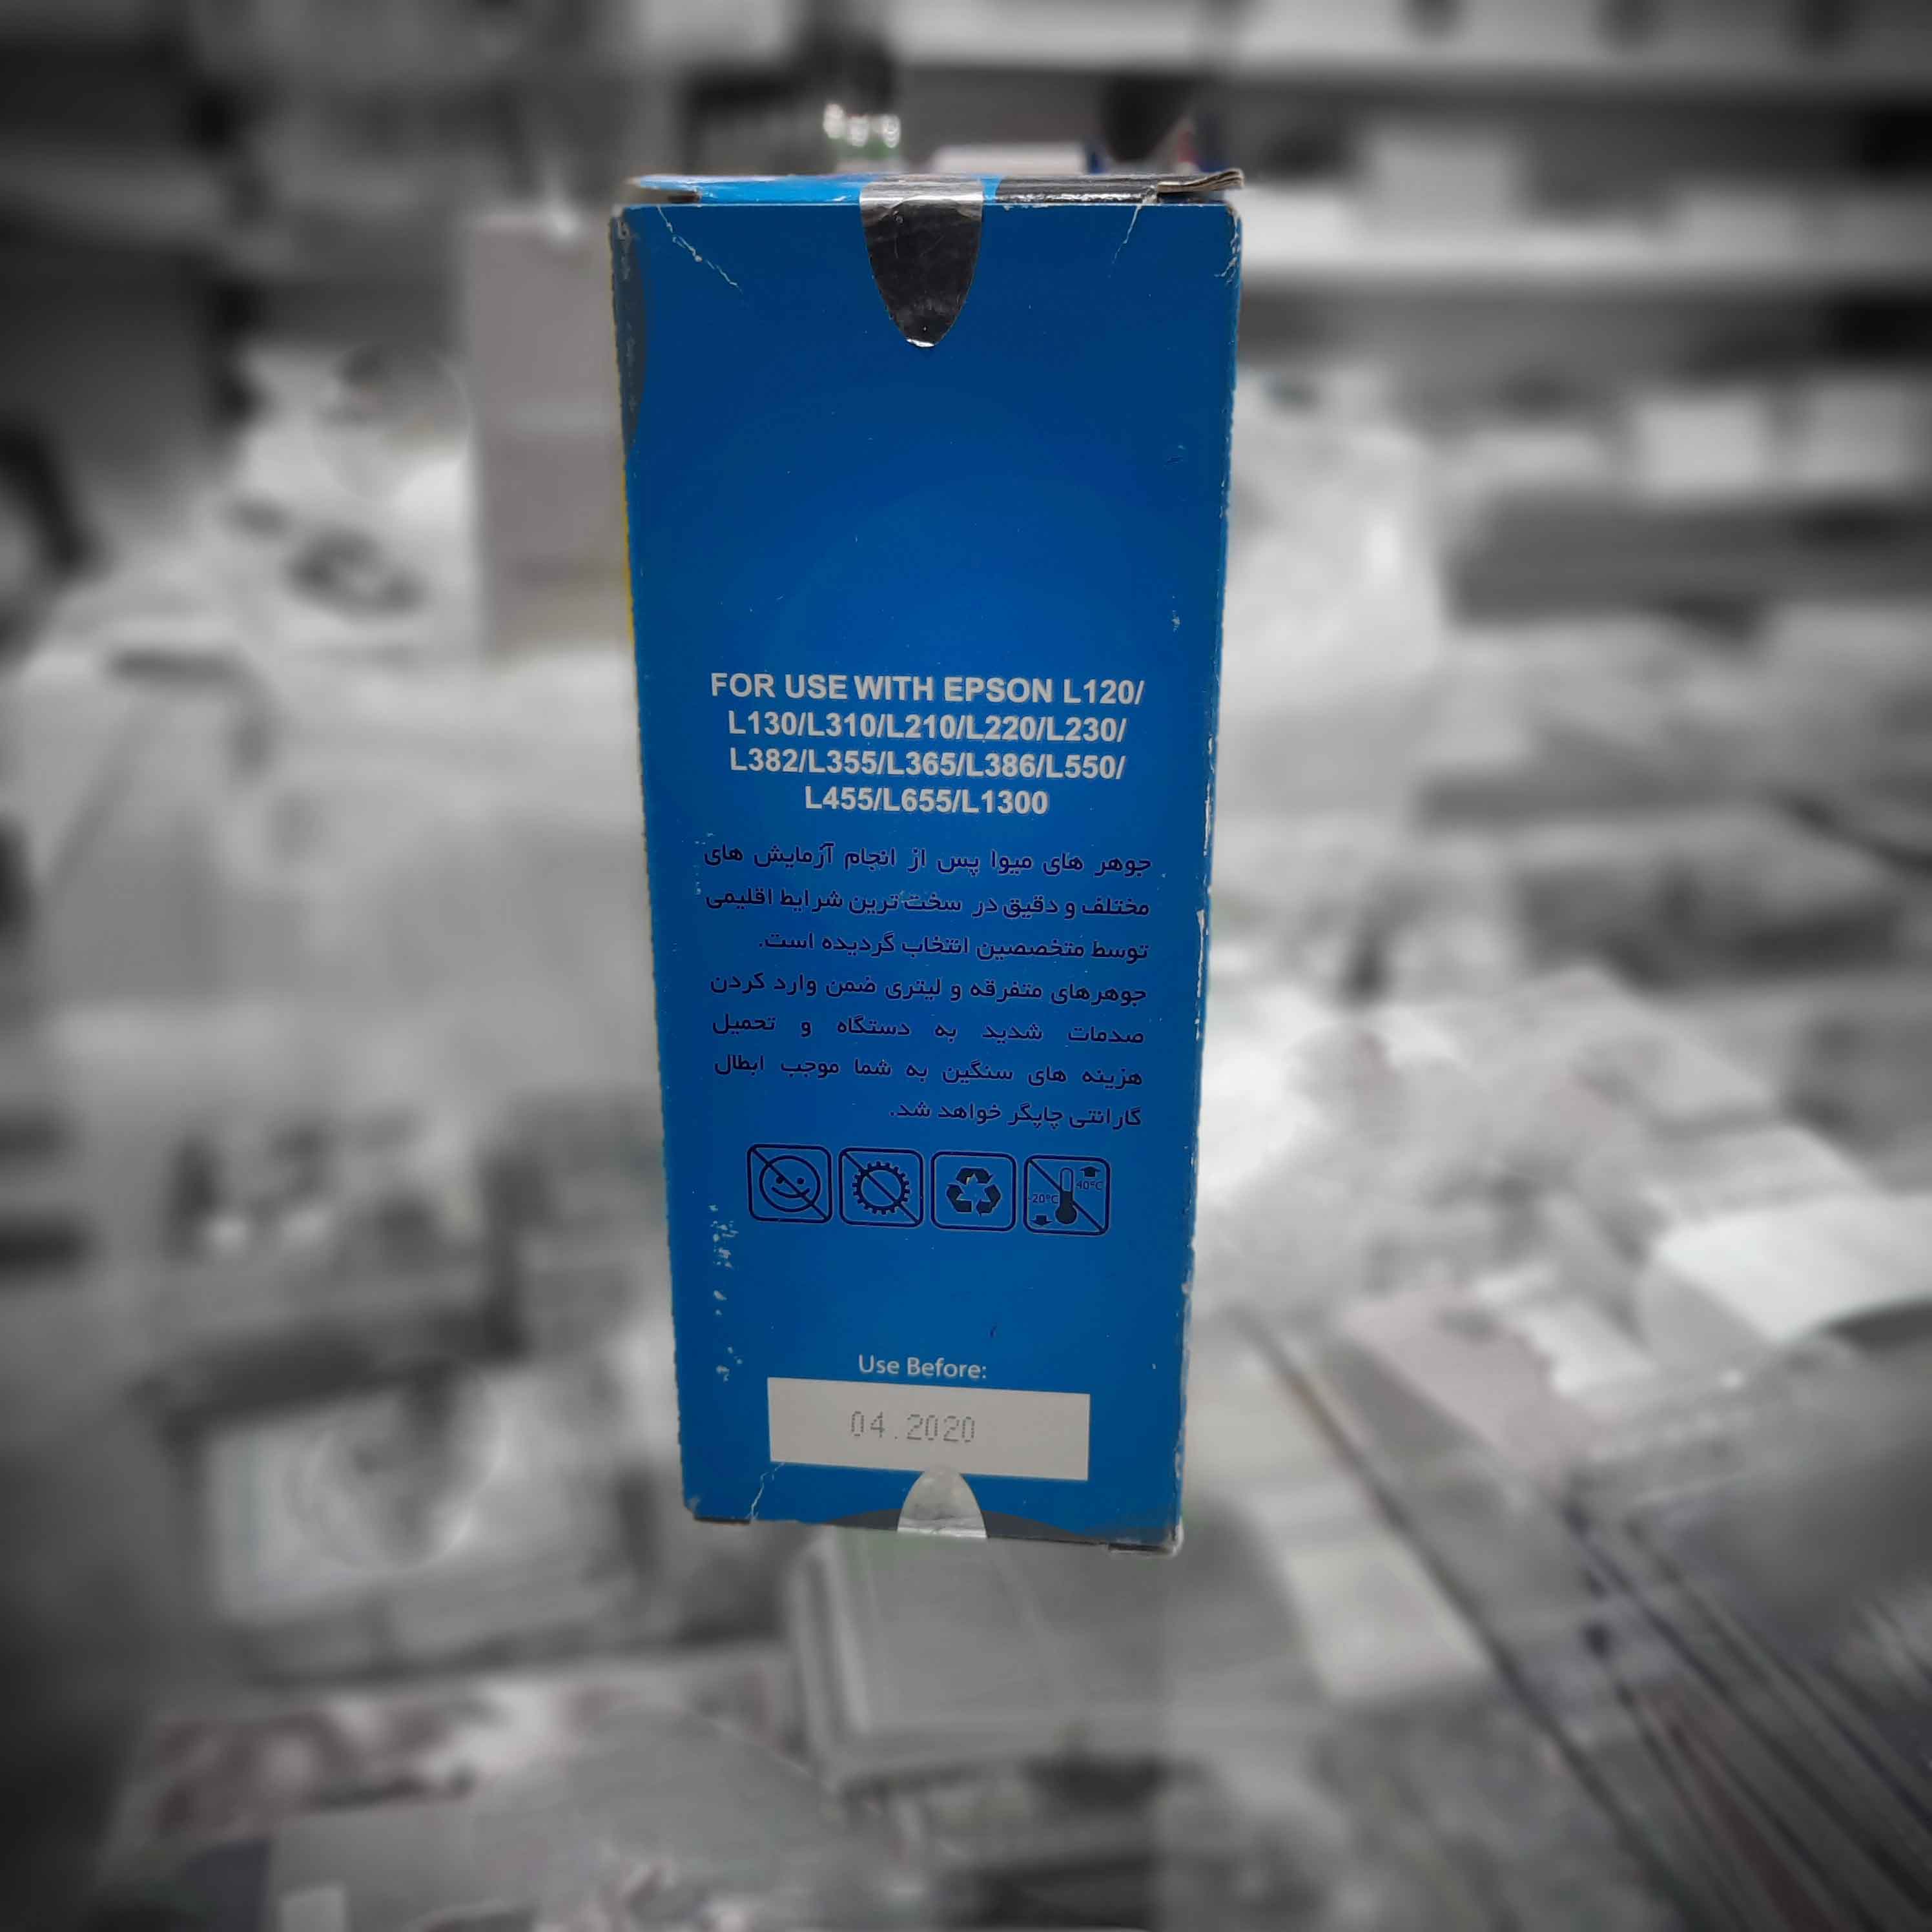 FOR USE WITH EPSON L120/
L130/L310/L210/L220/L230/
L382/L355/L365/L386/L550/
L455/L655/L1300
جوهر های میوا پس از انجام آزمایش های
مختلف و دقیق در سخت ترین شرایط اقلیمی
توسط متخصصین انتخاب گردیده است.
جوهرهای متفرقه و لیتری ضمن وارد کردن
صدمات شدید به دستگاه و تحمیل
هزینه های سنگین به شما موجب ابطال
گارانتی چاپگر خواهد شد.
40°C
-20°C
Use Before:
04.2020